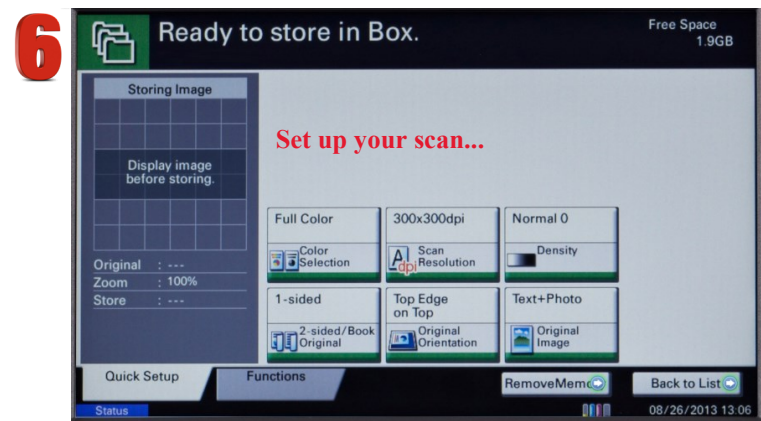 6
Ready to store in Box.
Free Space
1.9GB
Storing Image
Display image
before storing.
Set up your scan...
Full Color
Color
Selection
300x300dpi
A
dpi
Scan
Resolution
Normal 0
Density
1-sided
2-sided/Book
Original
Top Edge
on Top
Original
Orientation
Text+Photo
Original
Image
Original : ---
Zoom : 100%
Store : ---
Quick Setup
Functions
RemoveMemo
Back to List
Status
08/26/2013 13:06